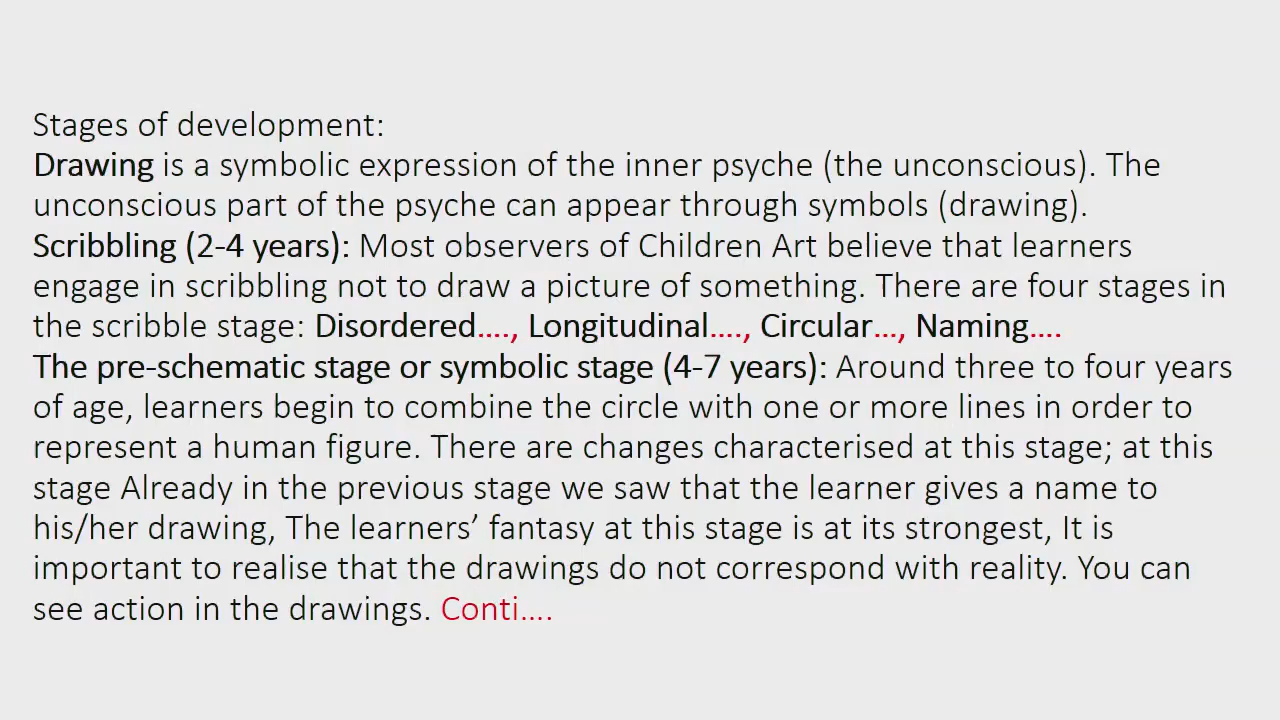 Stages of development:
Drawing is a symbolic expression of the inner psyche (the unconscious). The
unconscious part of the psyche can appear through symbols (drawing).
Scribbling (2-4 years): Most observers of Children Art believe that learners
engage in scribbling not to draw a picture of something. There are four stages in
the scribble stage: Disordered...., Longitudinal...., Circular..., Naming....
The pre-schematic stage or symbolic stage (4-7 years): Around three to four years
of age, learners begin to combine the circle with one or more lines in order to
represent a human figure. There are changes characterised at this stage; at this
stage Already in the previous stage we saw that the learner gives a name to
his/her drawing, The learners’ fantasy at this stage is at its strongest, It is
important to realise that the drawings do not correspond with reality. You can
see action in the drawings. Conti....